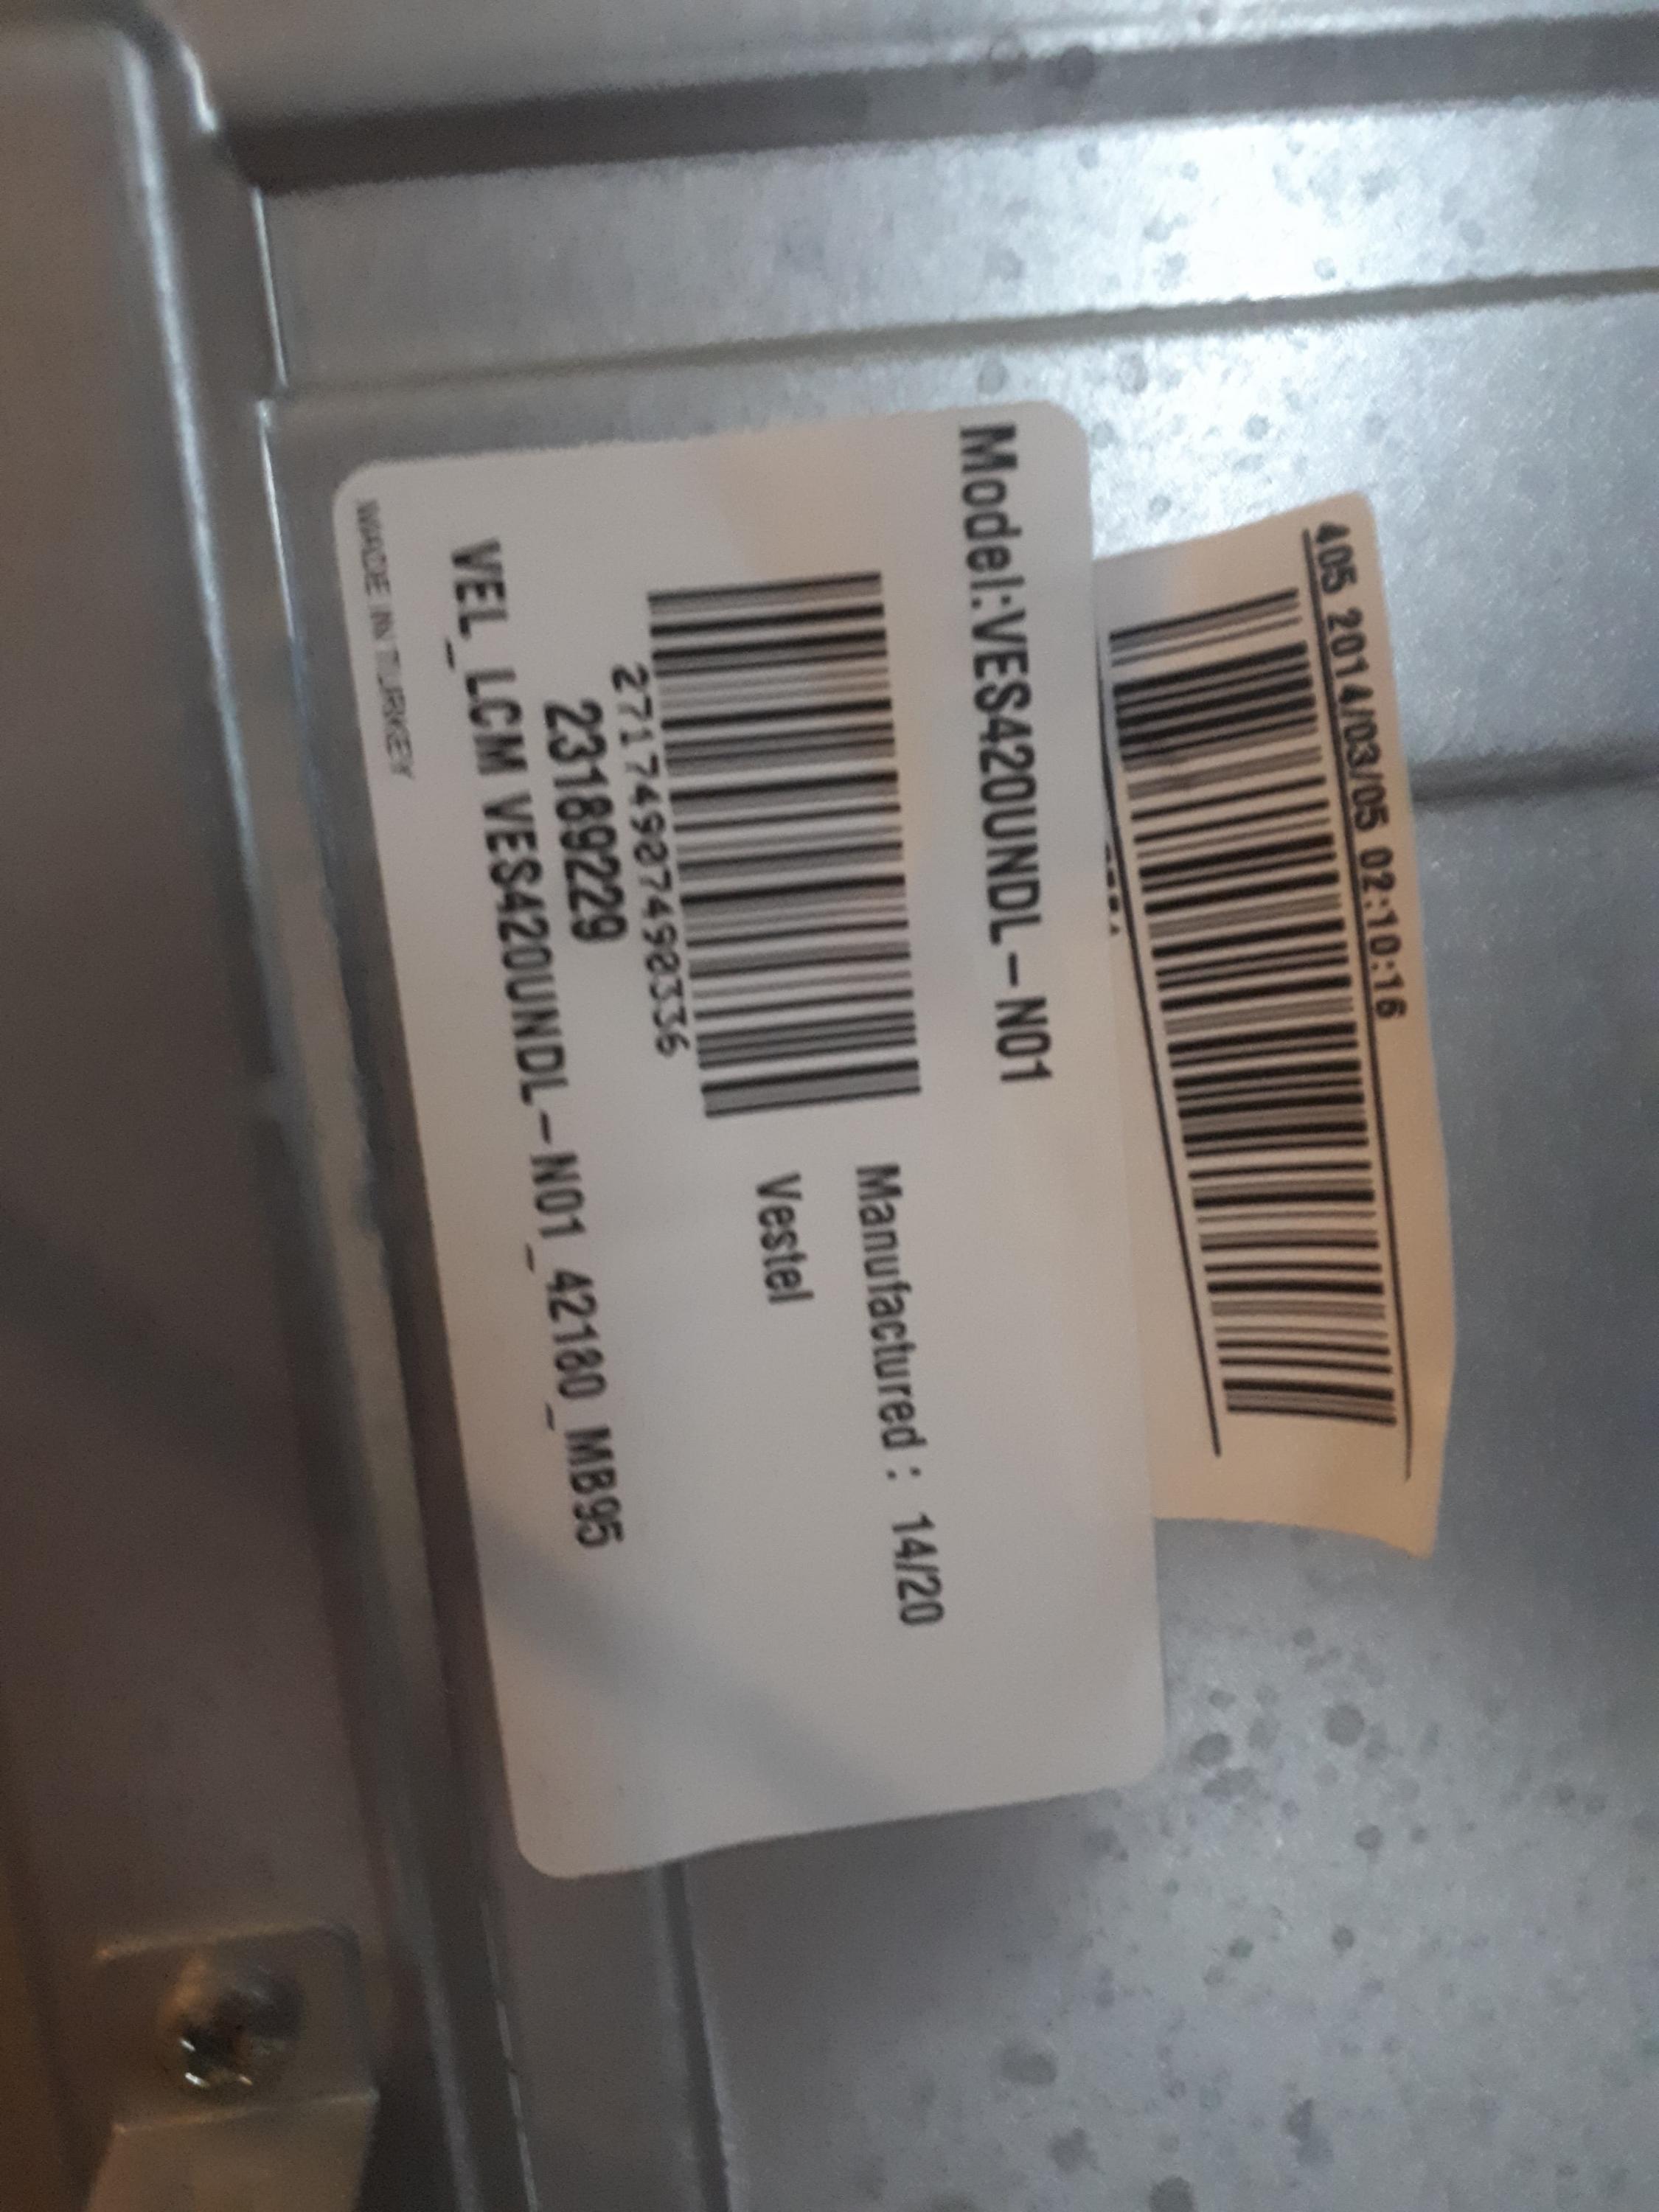 405 2014/03/05 02:10:16
Model:VES420UNDL-N01
Manufactured : 14/20
Vestel
27174907490336
23189229
VEL_LCM VES420UNDL-N01_42180_MB95
MADE IN TURKEY